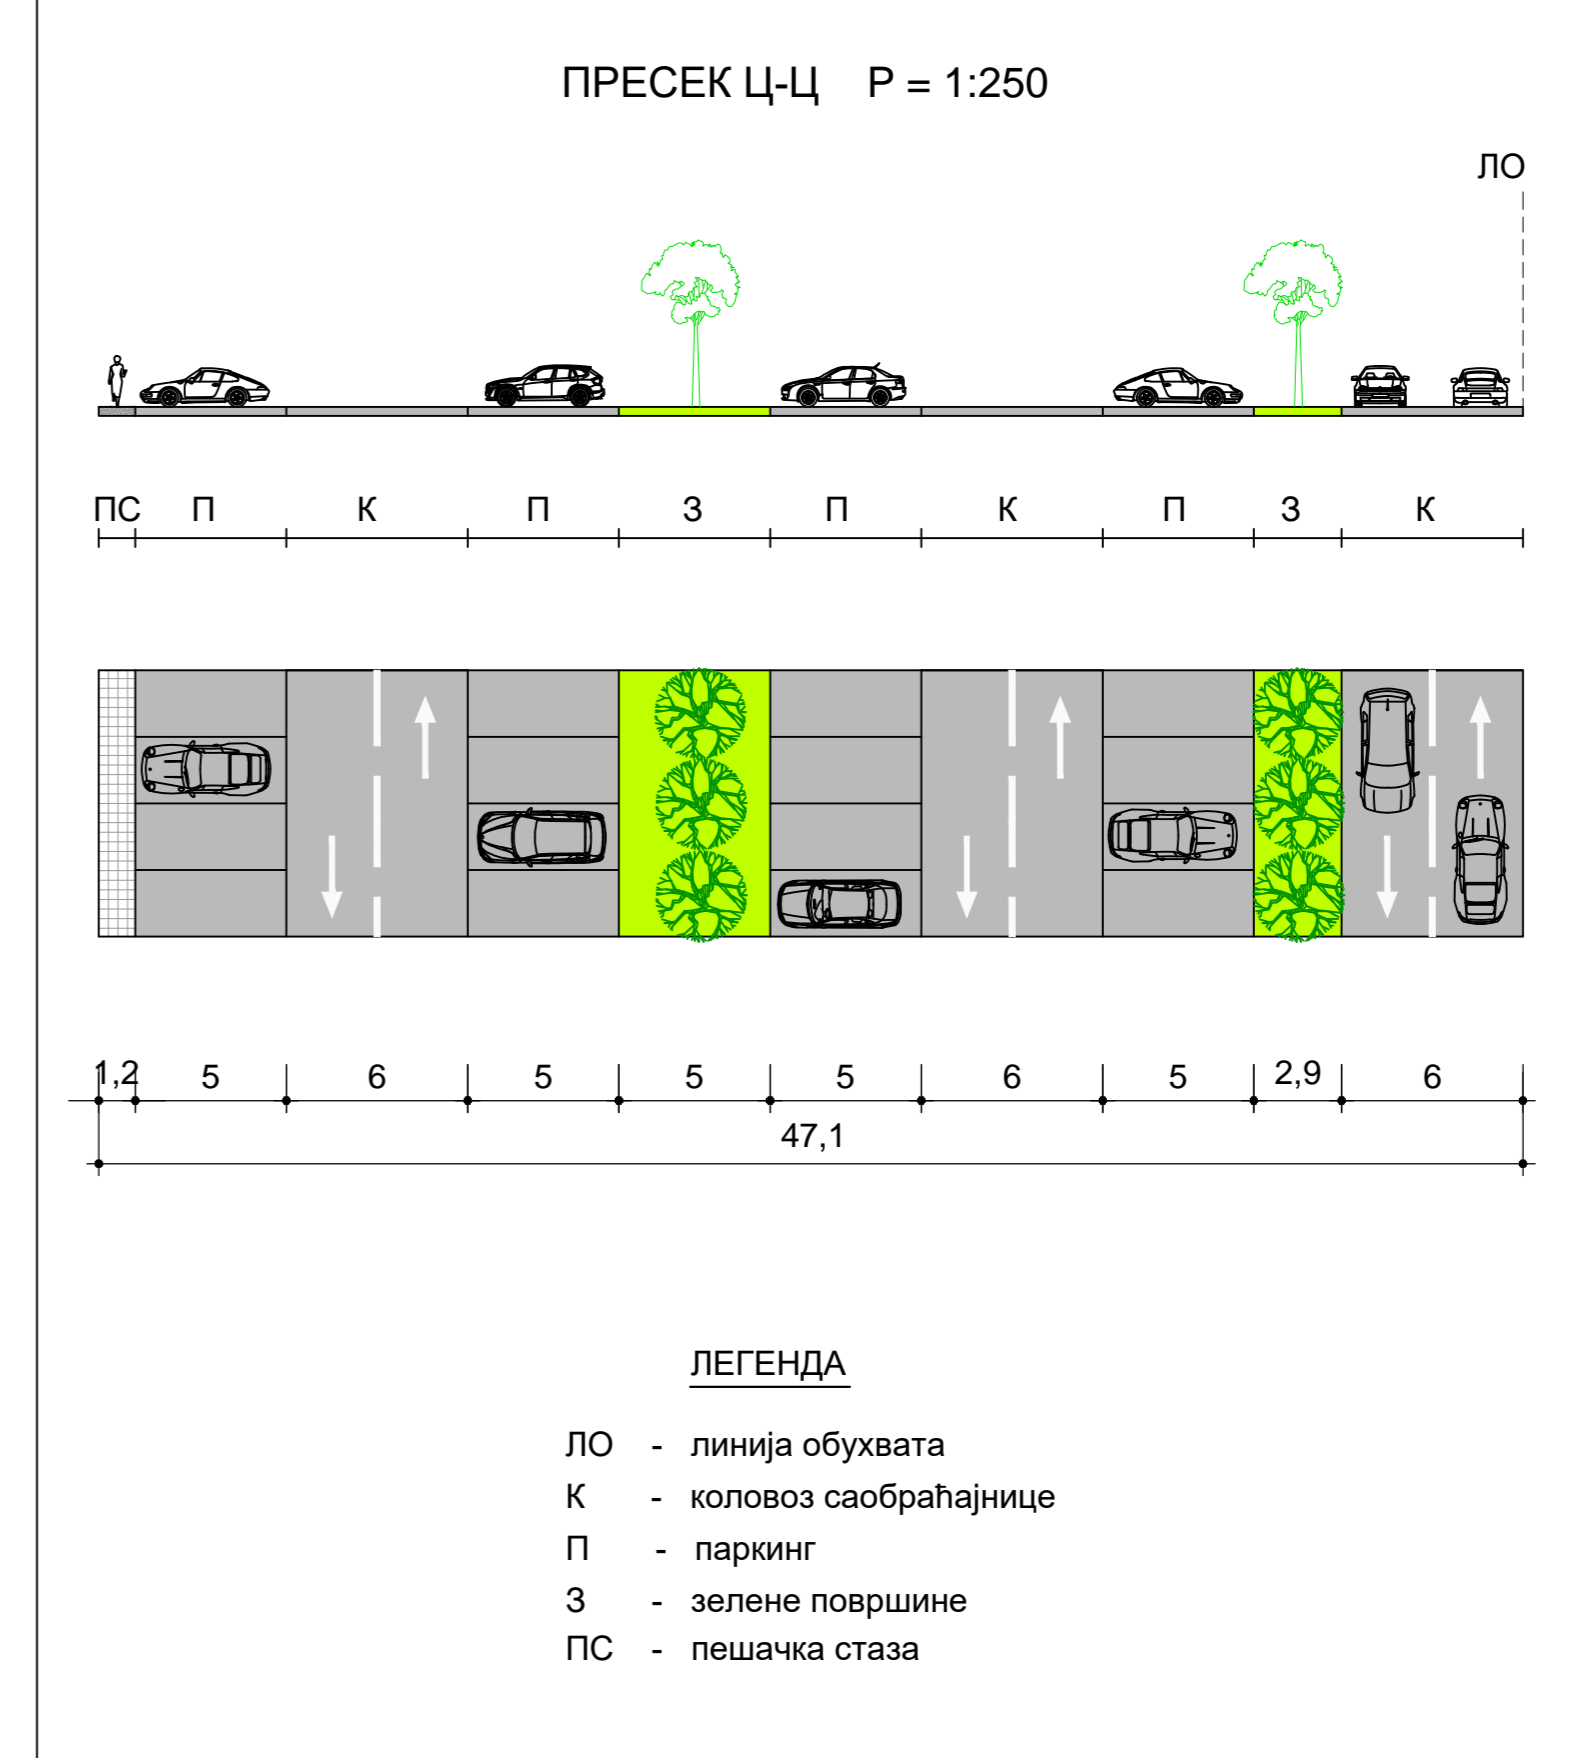 ПРЕСЕК Ц-Ц Р = 1:250
ЛО
ПС П К П З П К П З К
1,2 5 6 5 5 5 6 5 2,9 6
47,1
ЛЕГЕНДА
ЛО - линија обухвата
К - коловоз саобраћајнице
П - паркинг
З - зелене површине
ПС - пешачка стаза